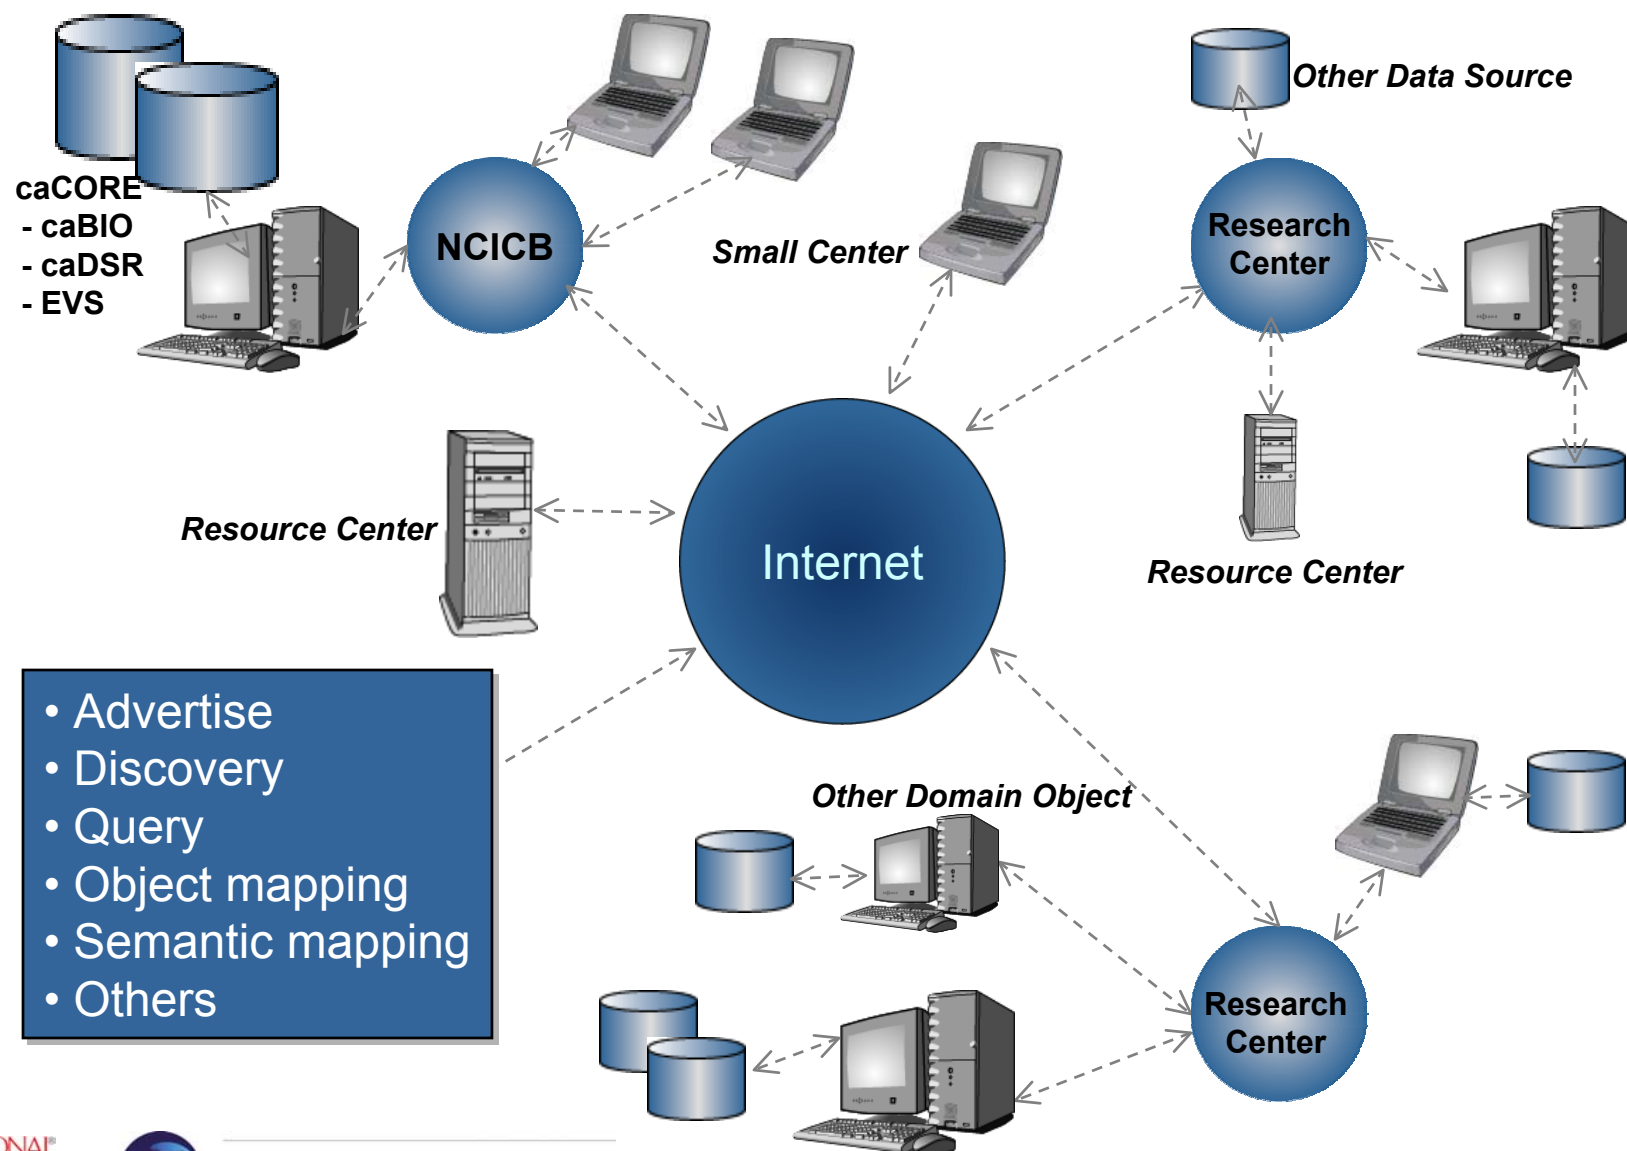 Other Data Source
caCORE
- caBIO
- caDSR
- EVS
NCICB
Small Center
Research
Center
Resource Center
Internet
Resource Center
• Advertise
• Discovery
• Query
• Object mapping
• Semantic mapping
• Others
Other Domain Object
Research
Center